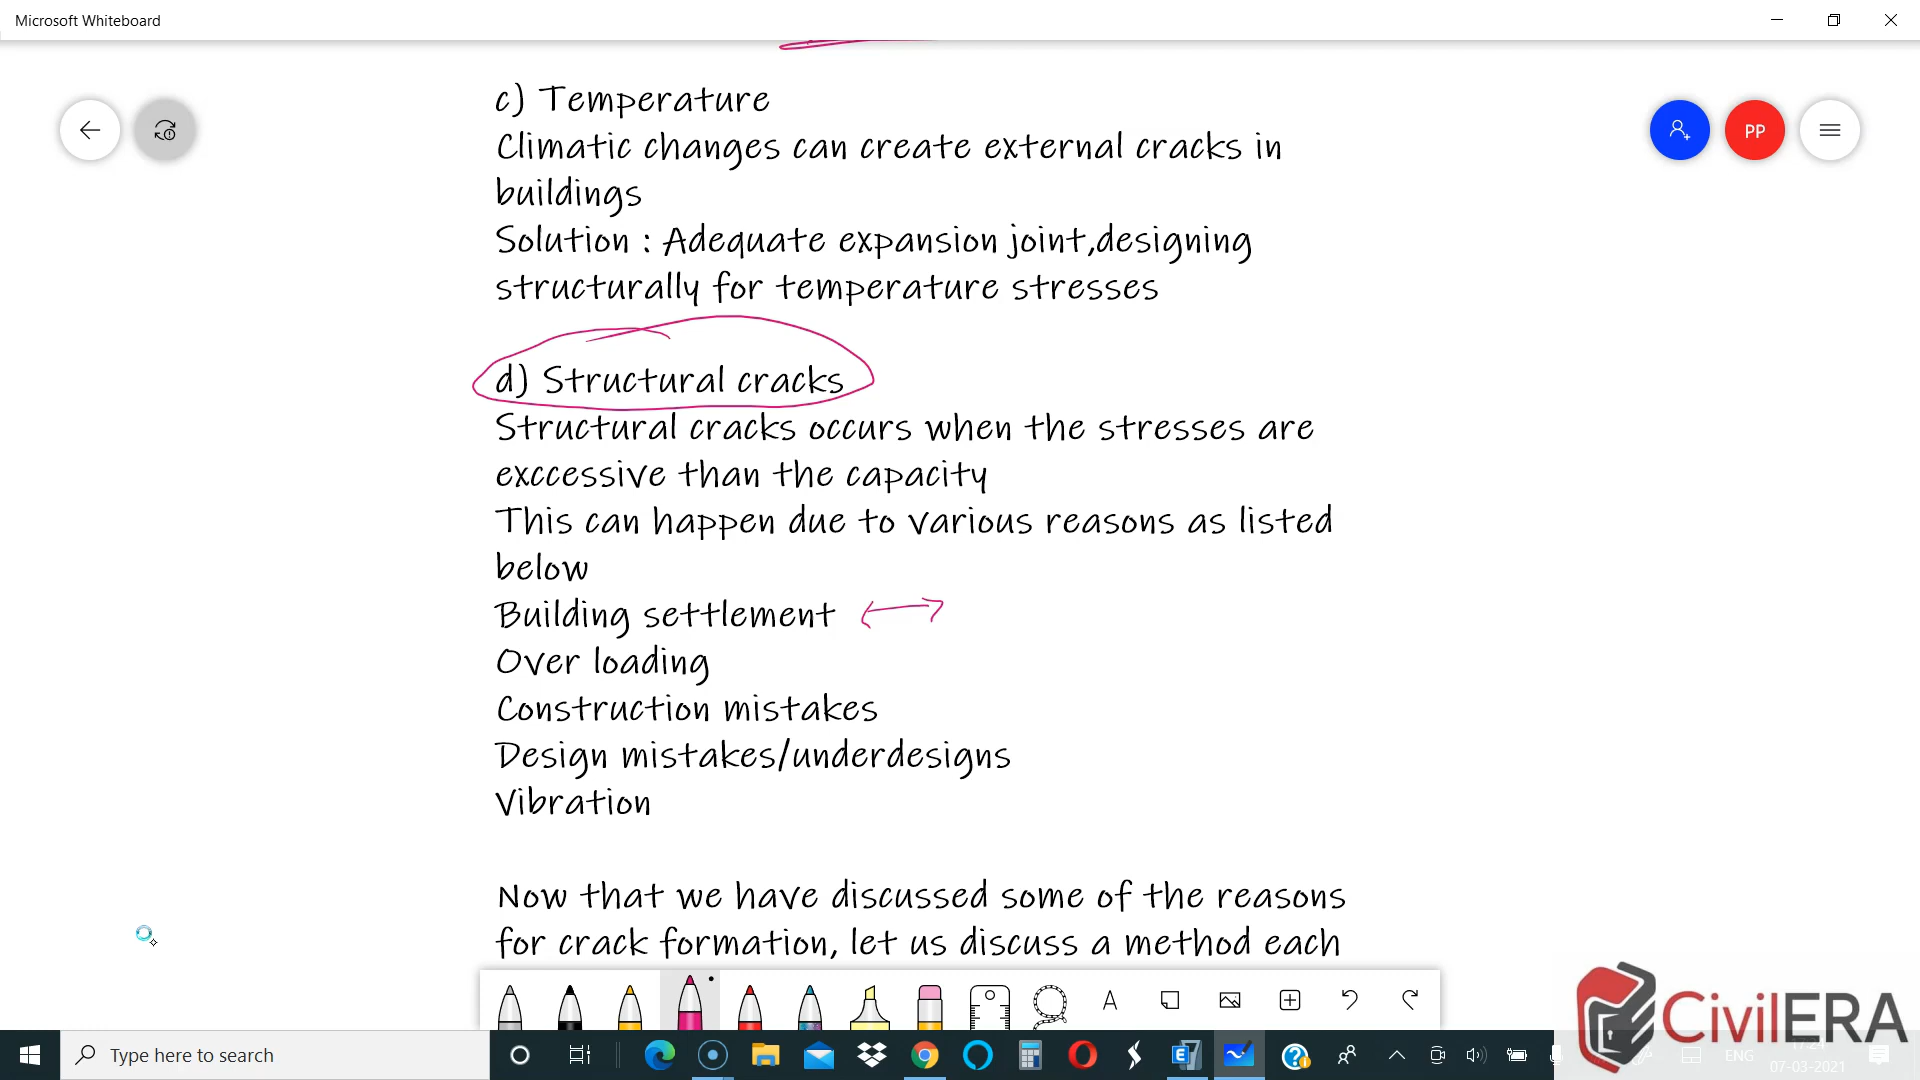 Microsoft Whiteboard
c) Temperature
Climatic changes can create external cracks in
buildings
Solution : Adequate expansion joint,designing
structurally for temperature stresses
PP
d) Structural cracks
Structural cracks occurs when the stresses are
exccessive than the capacity
This can happen due to various reasons as listed
below
Building settlement
Over loading
Construction mistakes
Design mistakes/underdesigns
Vibration
Now that we have discussed some of the reasons
for crack formation, let us discuss a method each
CivilERA
Type here to search
ENG
07-03-2021